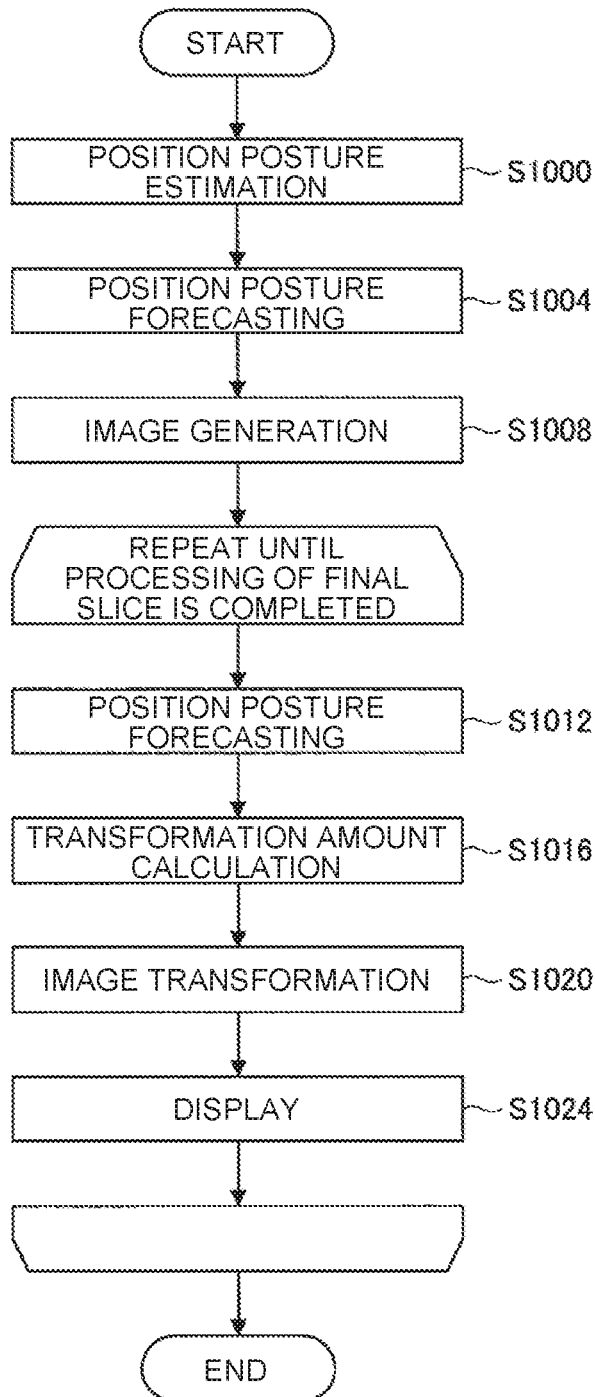 START
POSITION POSTURE
ESTIMATION
S1000
POSITION POSTURE
FORECASTING
S1004
IMAGE GENERATION
S1008
REPEAT UNTIL
PROCESSING OF FINAL
SLICE IS COMPLETED
POSITION POSTURE
FORECASTING
S1012
TRANSFORMATION AMOUNT
CALCULATION
S1016
IMAGE TRANSFORMATION
S1020
DISPLAY
S1024
END